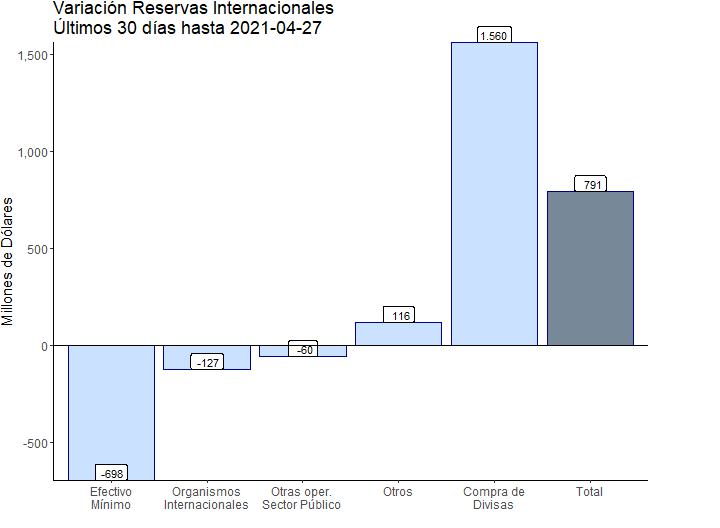 Variación Reservas Internacionales
Últimos 30 días hasta 2021-04-27
Millones de Dólares
1,500
1,000
500
0
-500
-698
-127
-60
116
1.560
791
Efectivo
Mínimo
Organismos
Internacionales
Otras oper.
Sector Público
Otros
Compra de
Divisas
Total